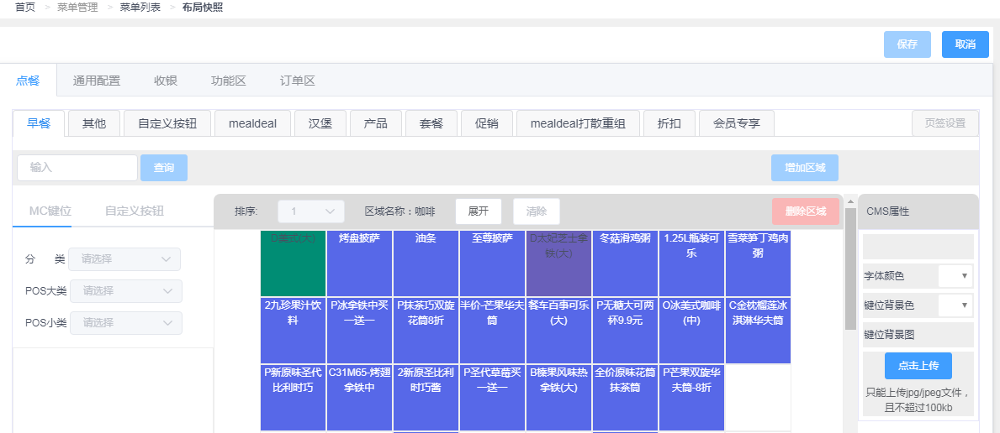 首页 > 菜单管理 > 菜单列表 > 布局快照
保存 取消
点餐 通用配置 收银 功能区 订单区
早餐 其他 自定义按钮 mealdeal 汉堡 产品 套餐 促销 mealdeal打散重组 折扣 会员专享 页签设置
输入 查询 增加区域
MC键位 自定义按钮
排序: 1 区域名称：咖啡 展开 清除 删除区域
CMS属性
分 类 请选择
POS大类 请选择
POS小类 请选择
D美式(大)
烤盘披萨
油条
至尊披萨
D太妃芝士拿
铁(大)
冬菇滑鸡粥
1.25L瓶装可
乐
雪菜笋丁鸡肉
粥
2九珍果汁饮
料
P冰拿铁中买
一送一
P抹茶巧双旋
花筒8折
半价-芒果华夫
筒
餐车百事可乐
(大)
P无糖大可两
杯9.9元
O冰美式咖啡
(中)
C金枕榴莲冰
淇淋华夫筒
P新原味圣代
比利时巧
C31M65-烤翅
拿铁中
2新原圣比利
时巧酱
P圣代草莓买
一送一
B榛果风味热
拿铁(大)
全价原味花筒
抹茶筒
P芒果双旋华
夫筒-8折
字体颜色
键位背景色
键位背景图
点击上传
只能上传jpg/jpeg文件，
且不超过100kb